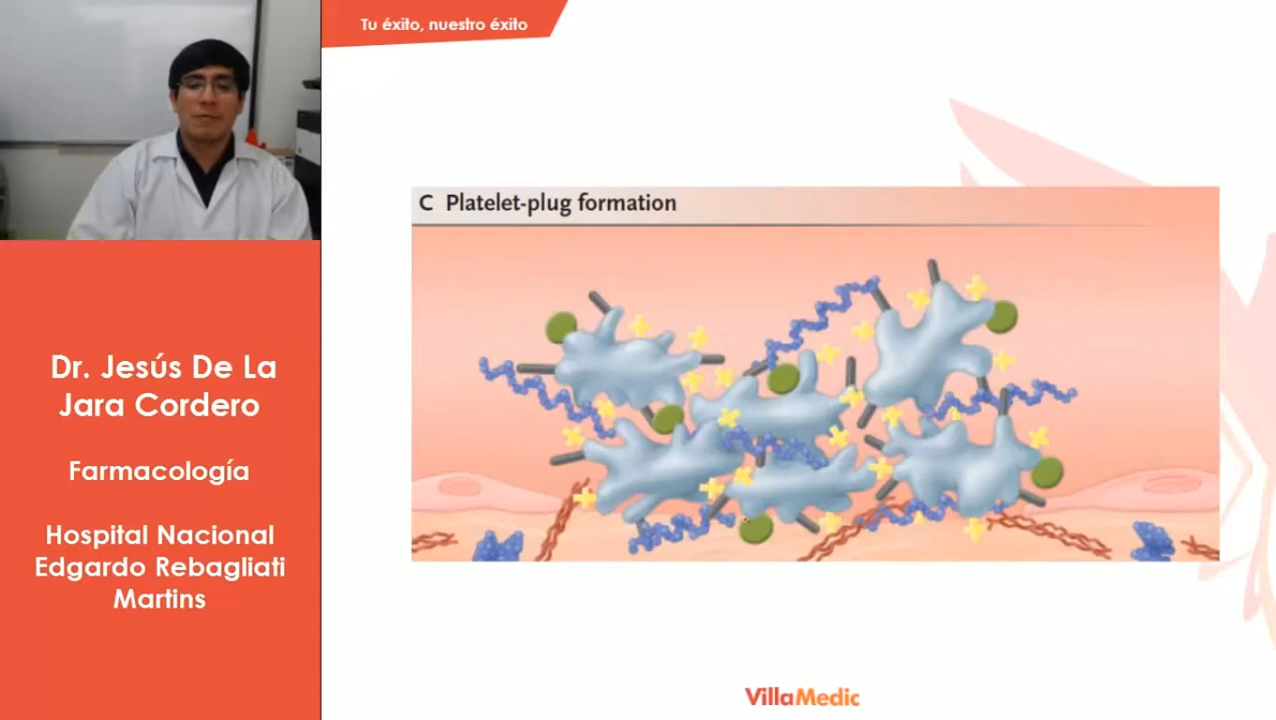 Tu éxito, nuestro éxito
C Platelet-plug formation
Dr. Jesús De La
Jara Cordero
Farmacología
Hospital Nacional
Edgardo Rebagliati
Martins
VillaMedic